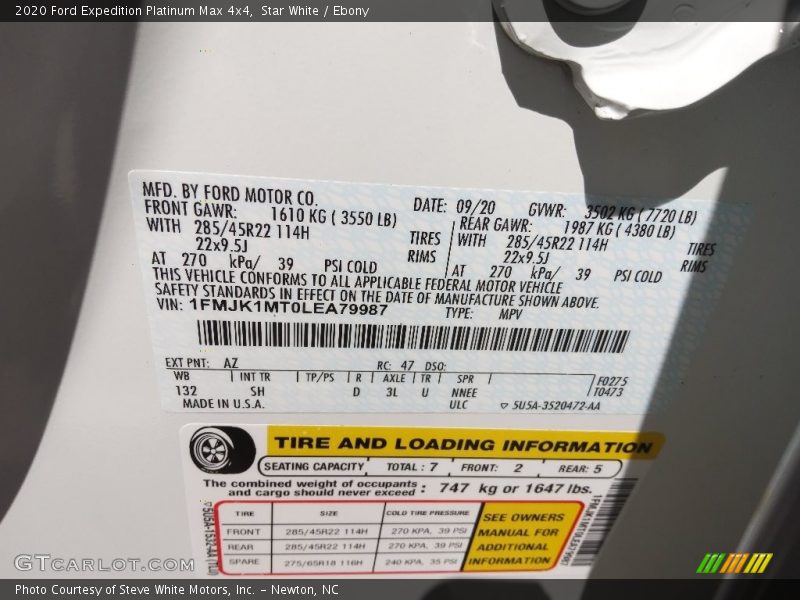 2020 Ford Expedition Platinum Max 4x4, Star White / Ebony
MFD. BY FORD MOTOR CO.
DATE: 09/20 GVWR: 3502 KG ( 7720 LB)
FRONT GAWR: 1610 KG ( 3550 LB)
REAR GAWR: 1987 KG ( 4380 LB)
WITH 285/45R22 114H TIRES
WITH 285/45R22 114H TIRES
22x9.5J RIMS
22x9.5J RIMS
AT 270 kPa/ 39 PSI COLD
AT 270 kPa/ 39 PSI COLD
THIS VEHICLE CONFORMS TO ALL APPLICABLE FEDERAL MOTOR VEHICLE
SAFETY STANDARDS IN EFFECT ON THE DATE OF MANUFACTURE SHOWN ABOVE.
VIN: 1FMJK1MT0LEA79987 TYPE: MPV
EXT PNT: AZ RC: 47 DSO:
WB INT TR TP/PS R AXLE TR SPR F0275
132 SH D 3L U NNEE T0473
MADE IN U.S.A. ULC ▽ 5U5A-3520472-AA
TIRE AND LOADING INFORMATION
SEATING CAPACITY TOTAL : 7 FRONT: 2 REAR: 5
The combined weight of occupants
and cargo should never exceed : 747 kg or 1647 lbs.
TIRE SIZE COLD TIRE PRESSURE
FRONT 285/45R22 114H 270 KPA, 39 PSI
REAR 285/45R22 114H 270 KPA, 39 PSI
SPARE 275/65R18 116H 240 KPA, 35 PSI
SEE OWNERS
MANUAL FOR
ADDITIONAL
INFORMATION
1FMJK1MT0LEA79987
GTCarLot.com
Photo Courtesy of Steve White Motors, Inc. – Newton, NC